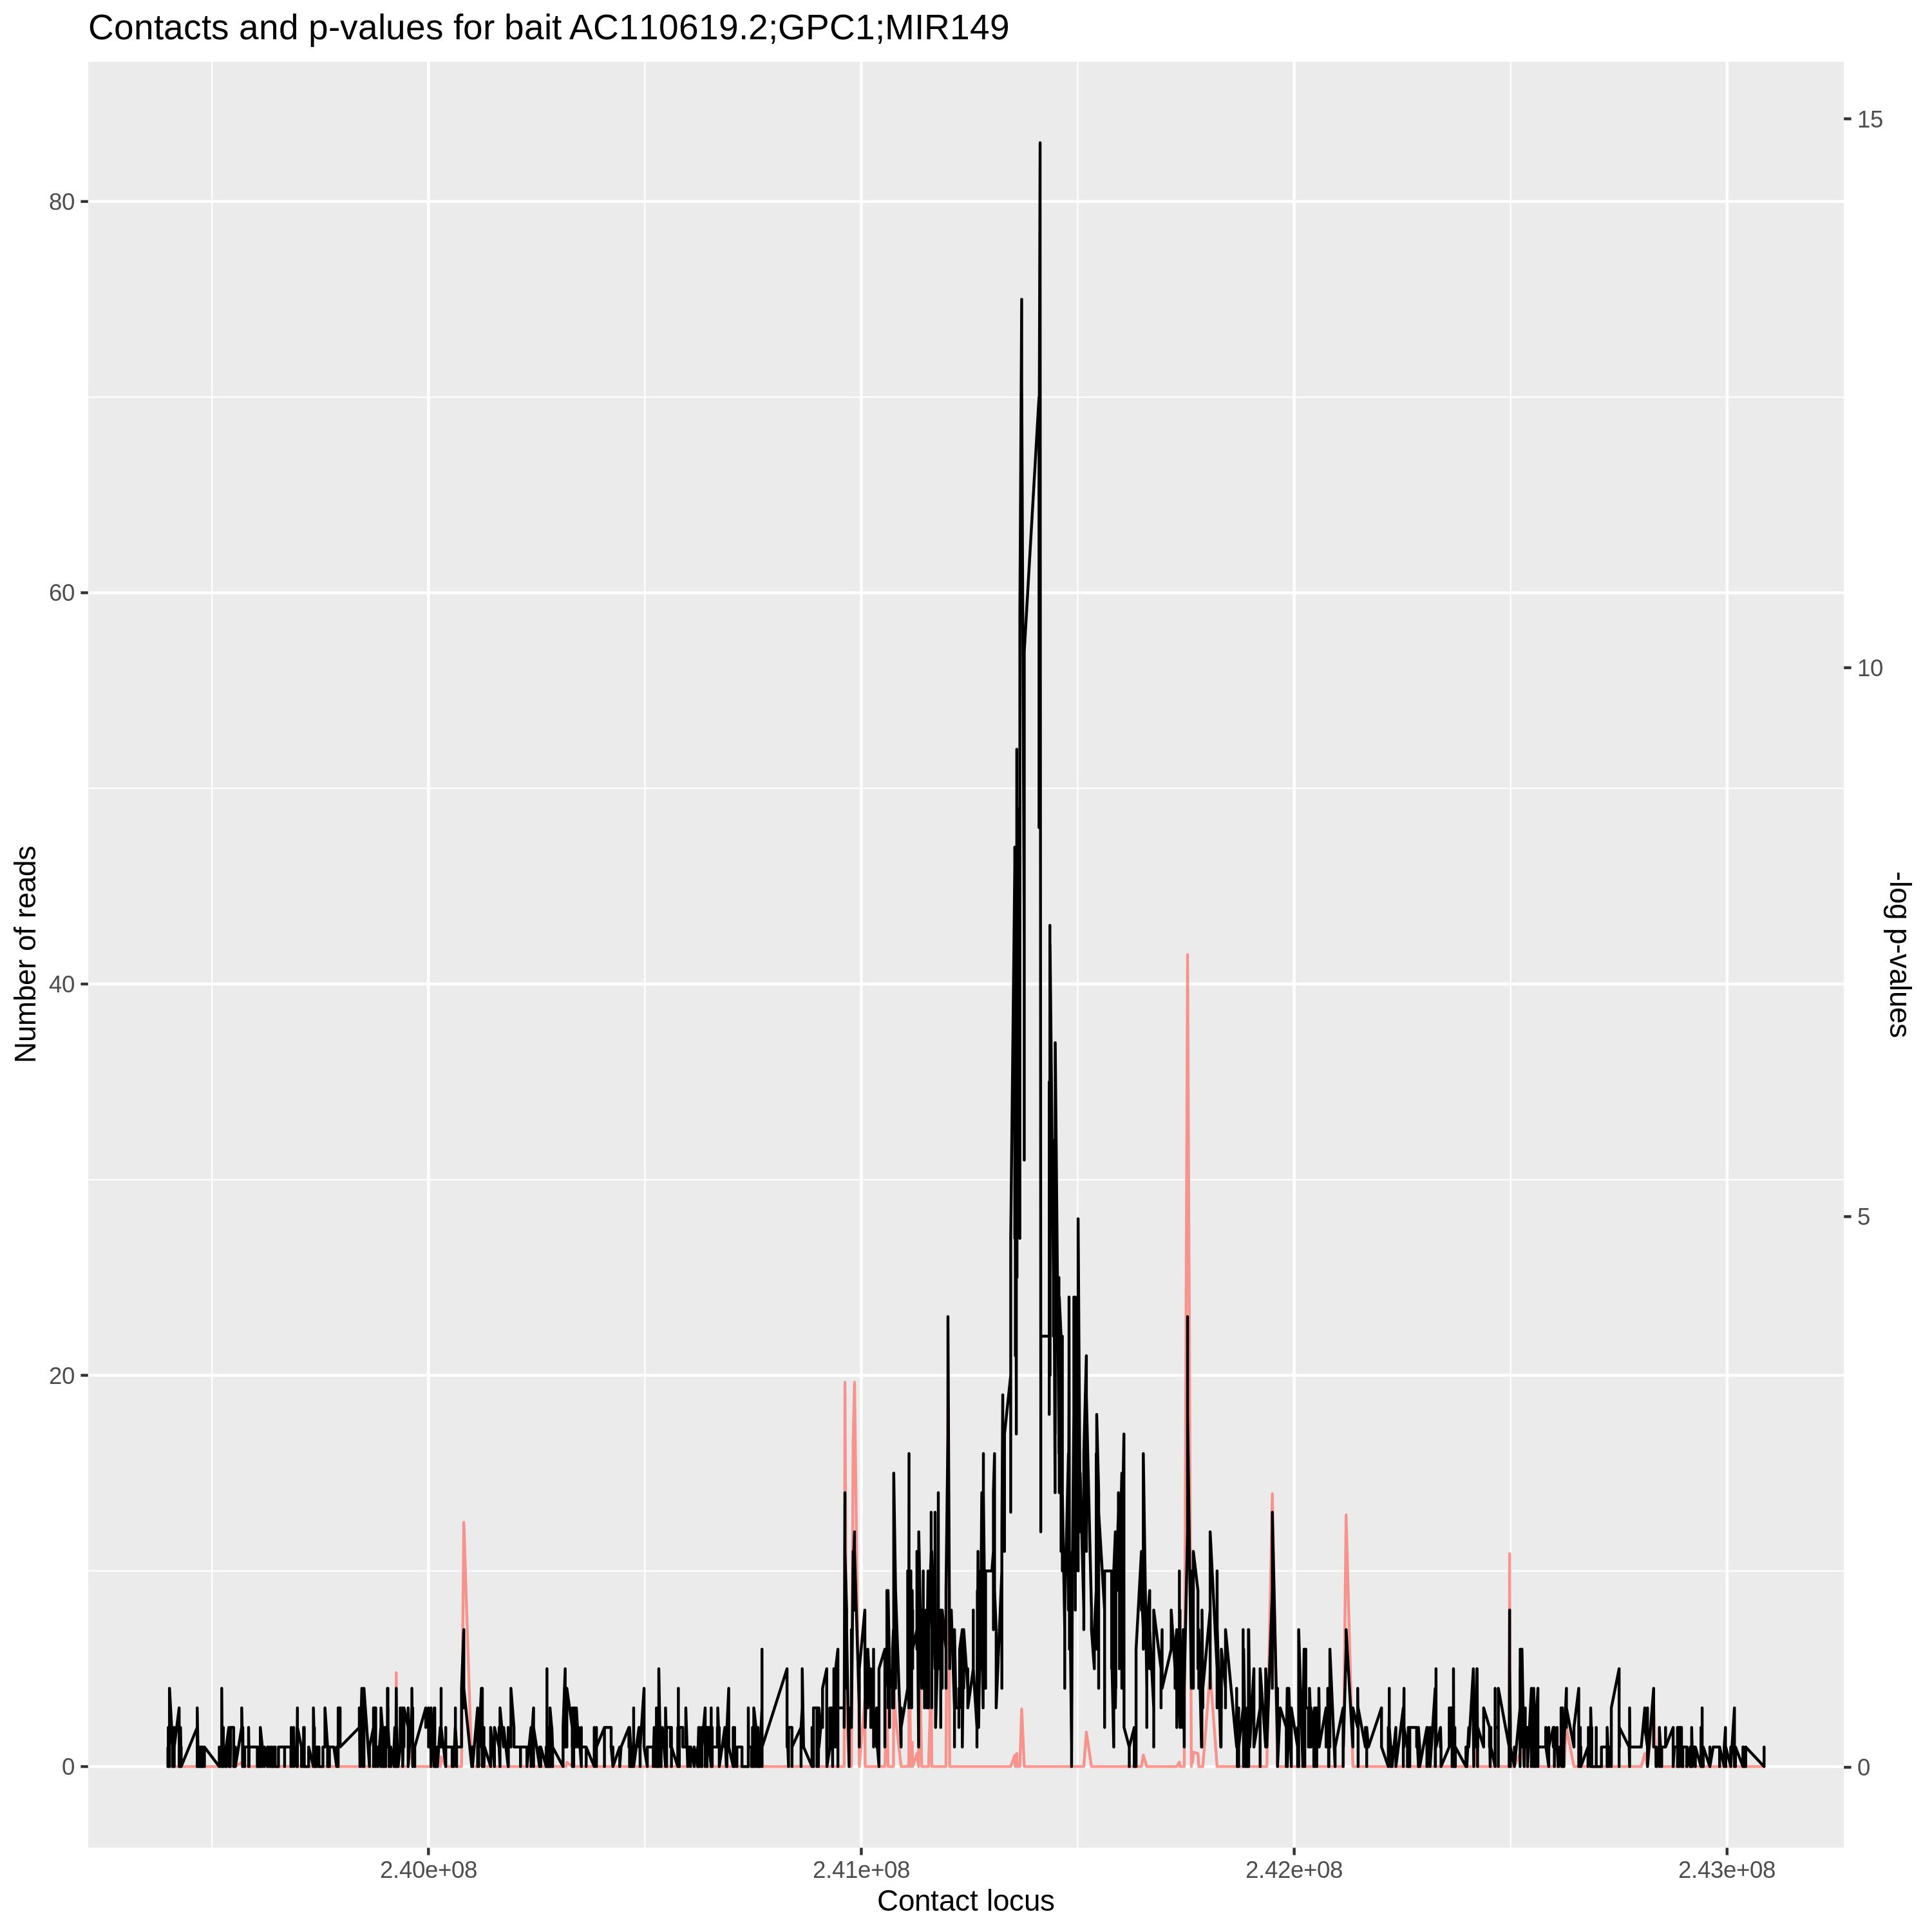 Contacts and p-values for bait AC110619.2;GPC1;MIR149
Number of reads
80
60
40
20
0
15
10
5
0
-log p-values
2.40e+08
2.41e+08
2.42e+08
2.43e+08
Contact locus